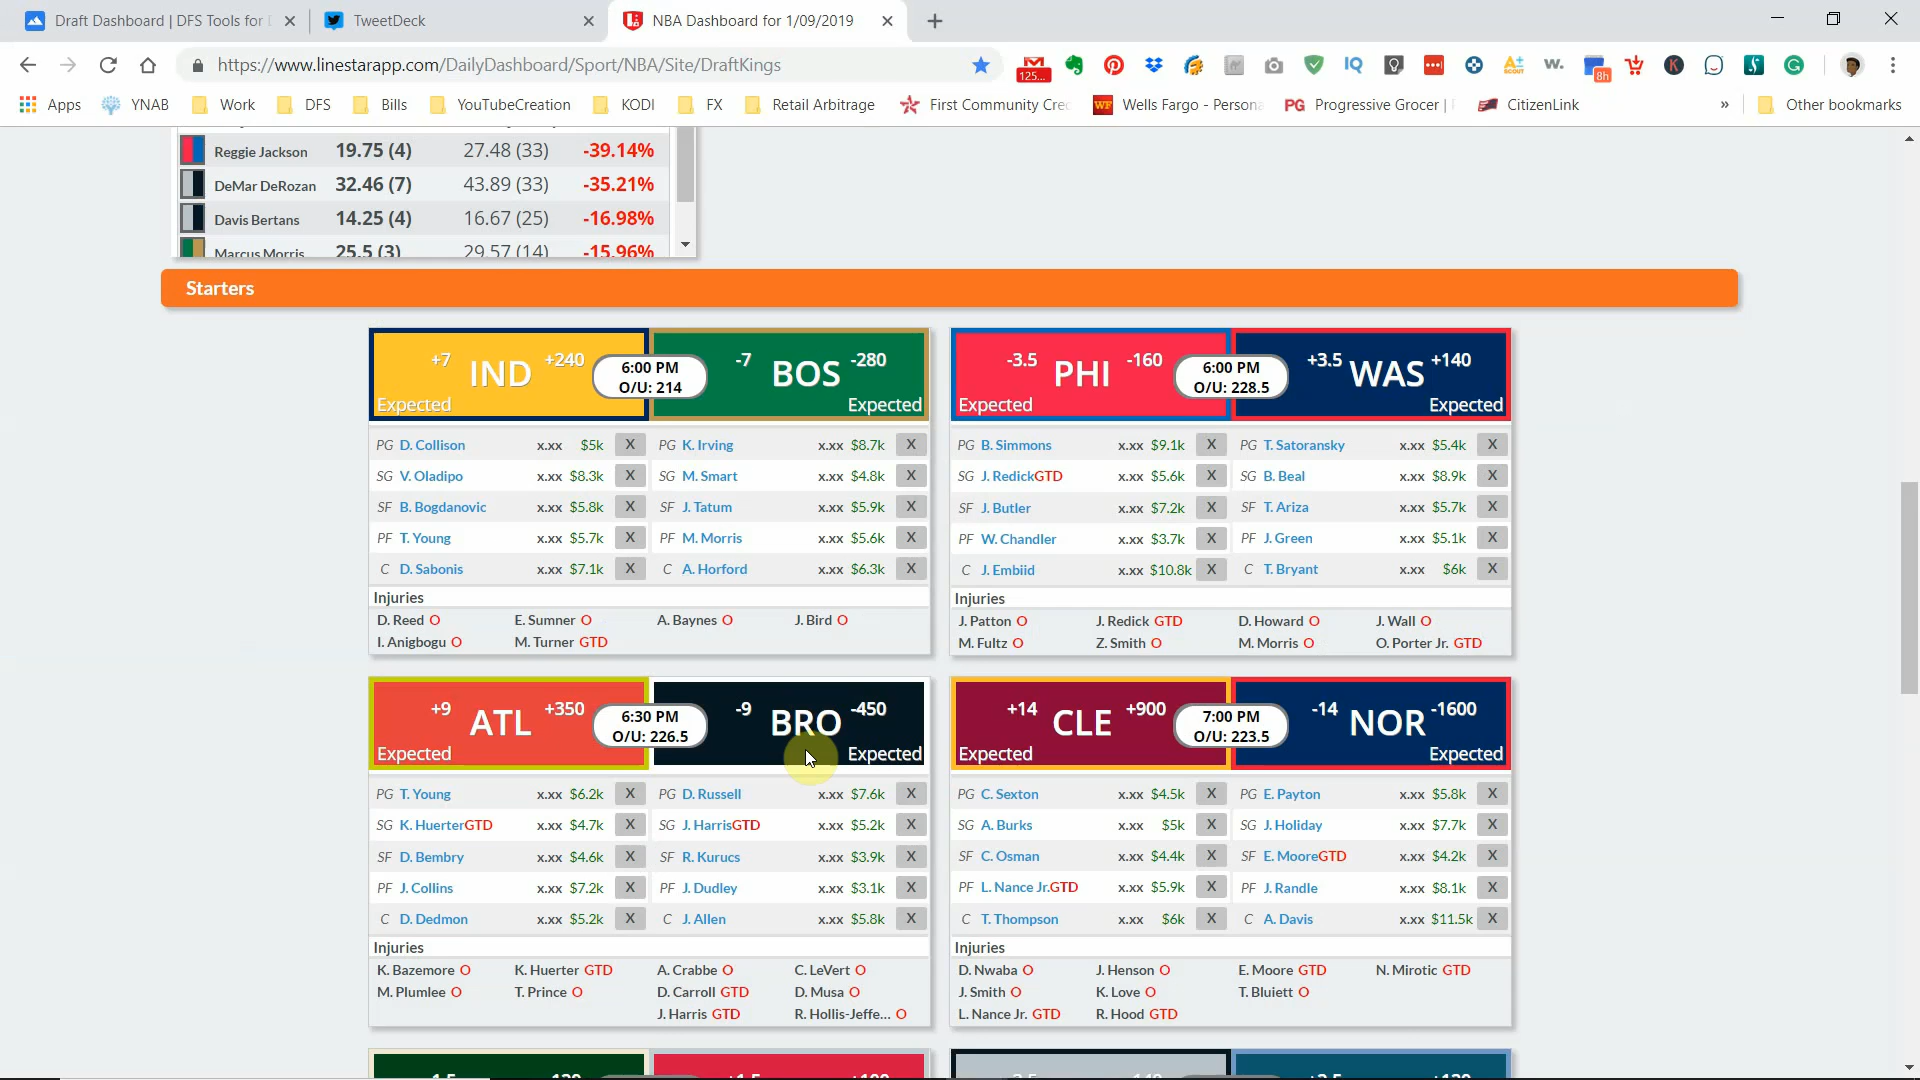 Draft Dashboard | DFS Tools for
TweetDeck
NBA Dashboard for 1/09/2019
https://www.linestarapp.com/DailyDashboard/Sport/NBA/Site/DraftKings
125...
8h
Apps YNAB Work DFS Bills YouTubeCreation KODI FX Retail Arbitrage First Community Cre Wells Fargo - Persona PG Progressive Grocer | CitizenLink » Other bookmarks
Reggie Jackson 19.75 (4) 27.48 (33) -39.14%
DeMar DeRozan 32.46 (7) 43.89 (33) -35.21%
Davis Bertans 14.25 (4) 16.67 (25) -16.98%
Marcus Morris 25.5 (3) 29.57 (14) -15.96%
Starters
+7 IND +240 6:00 PM O/U: 214 -7 BOS -280
Expected Expected
PG D. Collison x.xx $5k X PG K. Irving x.xx $8.7k X
SG V. Oladipo x.xx $8.3k X SG M. Smart x.xx $4.8k X
SF B. Bogdanovic x.xx $5.8k X SF J. Tatum x.xx $5.9k X
PF T. Young x.xx $5.7k X PF M. Morris x.xx $5.6k X
C D. Sabonis x.xx $7.1k X C A. Horford x.xx $6.3k X
Injuries
D. Reed O E. Sumner O A. Baynes O J. Bird O
I. Anigbogu O M. Turner GTD
-3.5 PHI -160 6:00 PM O/U: 228.5 +3.5 WAS +140
Expected Expected
PG B. Simmons x.xx $9.1k X PG T. Satoransky x.xx $5.4k X
SG J. RedickGTD x.xx $5.6k X SG B. Beal x.xx $8.9k X
SF J. Butler x.xx $7.2k X SF T. Ariza x.xx $5.7k X
PF W. Chandler x.xx $3.7k X PF J. Green x.xx $5.1k X
C J. Embiid x.xx $10.8k X C T. Bryant x.xx $6k X
Injuries
J. Patton O J. Redick GTD D. Howard O J. Wall O
M. Fultz O Z. Smith O M. Morris O O. Porter Jr. GTD
+9 ATL +350 6:30 PM O/U: 226.5 -9 BRO -450
Expected Expected
PG T. Young x.xx $6.2k X PG D. Russell x.xx $7.6k X
SG K. HuerterGTD x.xx $4.7k X SG J. HarrisGTD x.xx $5.2k X
SF D. Bembry x.xx $4.6k X SF R. Kurucs x.xx $3.9k X
PF J. Collins x.xx $7.2k X PF J. Dudley x.xx $3.1k X
C D. Dedmon x.xx $5.2k X C J. Allen x.xx $5.8k X
Injuries
K. Bazemore O K. Huerter GTD A. Crabbe O C. LeVert O
M. Plumlee O T. Prince O D. Carroll GTD D. Musa O
J. Harris GTD R. Hollis-Jeffe... O
+14 CLE +900 7:00 PM O/U: 223.5 -14 NOR -1600
Expected Expected
PG C. Sexton x.xx $4.5k X PG E. Payton x.xx $5.8k X
SG A. Burks x.xx $5k X SG J. Holiday x.xx $7.7k X
SF C. Osman x.xx $4.4k X SF E. MooreGTD x.xx $4.2k X
PF L. Nance Jr.GTD x.xx $5.9k X PF J. Randle x.xx $8.1k X
C T. Thompson x.xx $6k X C A. Davis x.xx $11.5k X
Injuries
D. Nwaba O J. Henson O E. Moore GTD N. Mirotic GTD
J. Smith O K. Love O T. Bluiett O
L. Nance Jr. GTD R. Hood GTD